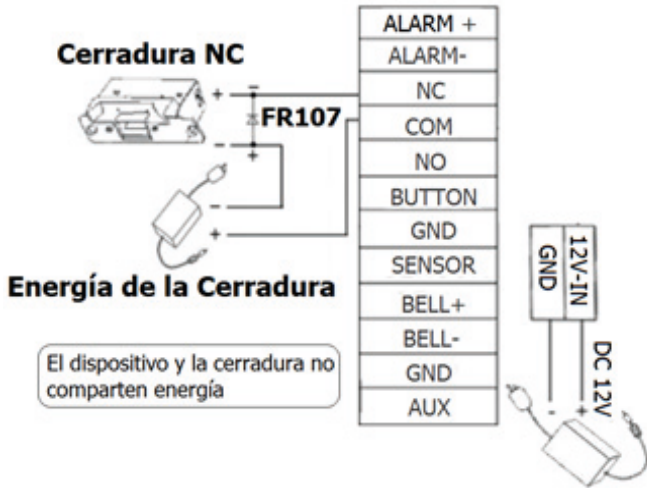 Cerradura NC
+
-
-
+
FR107
-
+
Energía de la Cerradura
El dispositivo y la cerradura no
comparten energía
ALARM +
ALARM-
NC
COM
NO
BUTTON
GND
SENSOR
BELL+
BELL-
GND
AUX
GND
12V-IN
- +
DC 12V